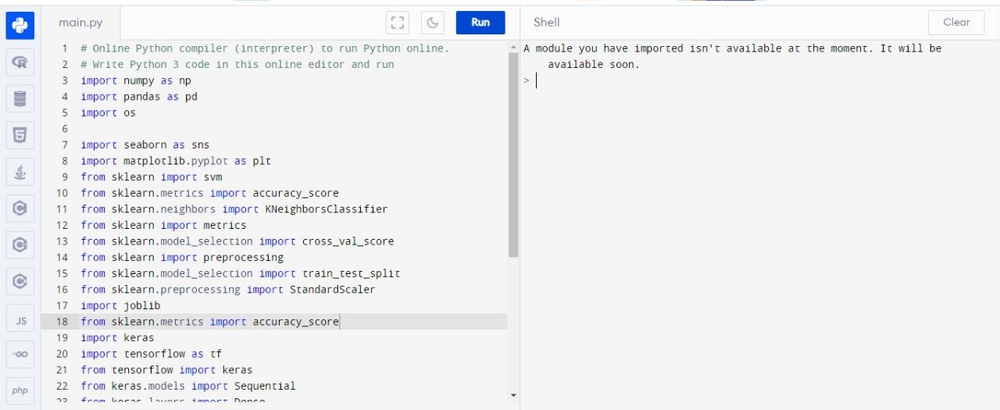 main.py
Run
Shell
Clear
1 # Online Python compiler (interpreter) to run Python online.
2 # Write Python 3 code in this online editor and run
3 import numpy as np
4 import pandas as pd
5 import os
6
7 import seaborn as sns
8 import matplotlib.pyplot as plt
9 from sklearn import svm
10 from sklearn.metrics import accuracy_score
11 from sklearn.neighbors import KNeighborsClassifier
12 from sklearn import metrics
13 from sklearn.model_selection import cross_val_score
14 from sklearn import preprocessing
15 from sklearn.model_selection import train_test_split
16 from sklearn.preprocessing import StandardScaler
17 import joblib
18 from sklearn.metrics import accuracy_score
19 import keras
20 import tensorflow as tf
21 from tensorflow import keras
22 from keras.models import Sequential
23 from keras.layers import Dense
A module you have imported isn't available at the moment. It will be
available soon.
>
R
5
C
C
C
JS
GO
php